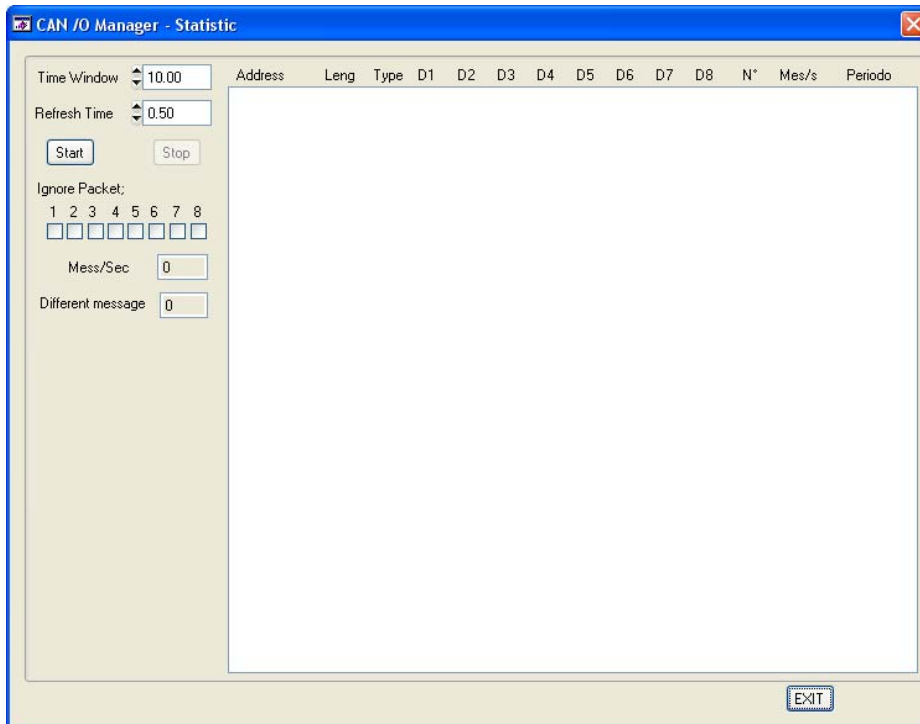 CAN /O Manager - Statistic
Time Window 10.00
Refresh Time 0.50
Start Stop
Ignore Packet;
1 2 3 4 5 6 7 8
Mess/Sec 0
Different message 0
Address Leng Type D1 D2 D3 D4 D5 D6 D7 D8 N° Mes/s Periodo
EXIT